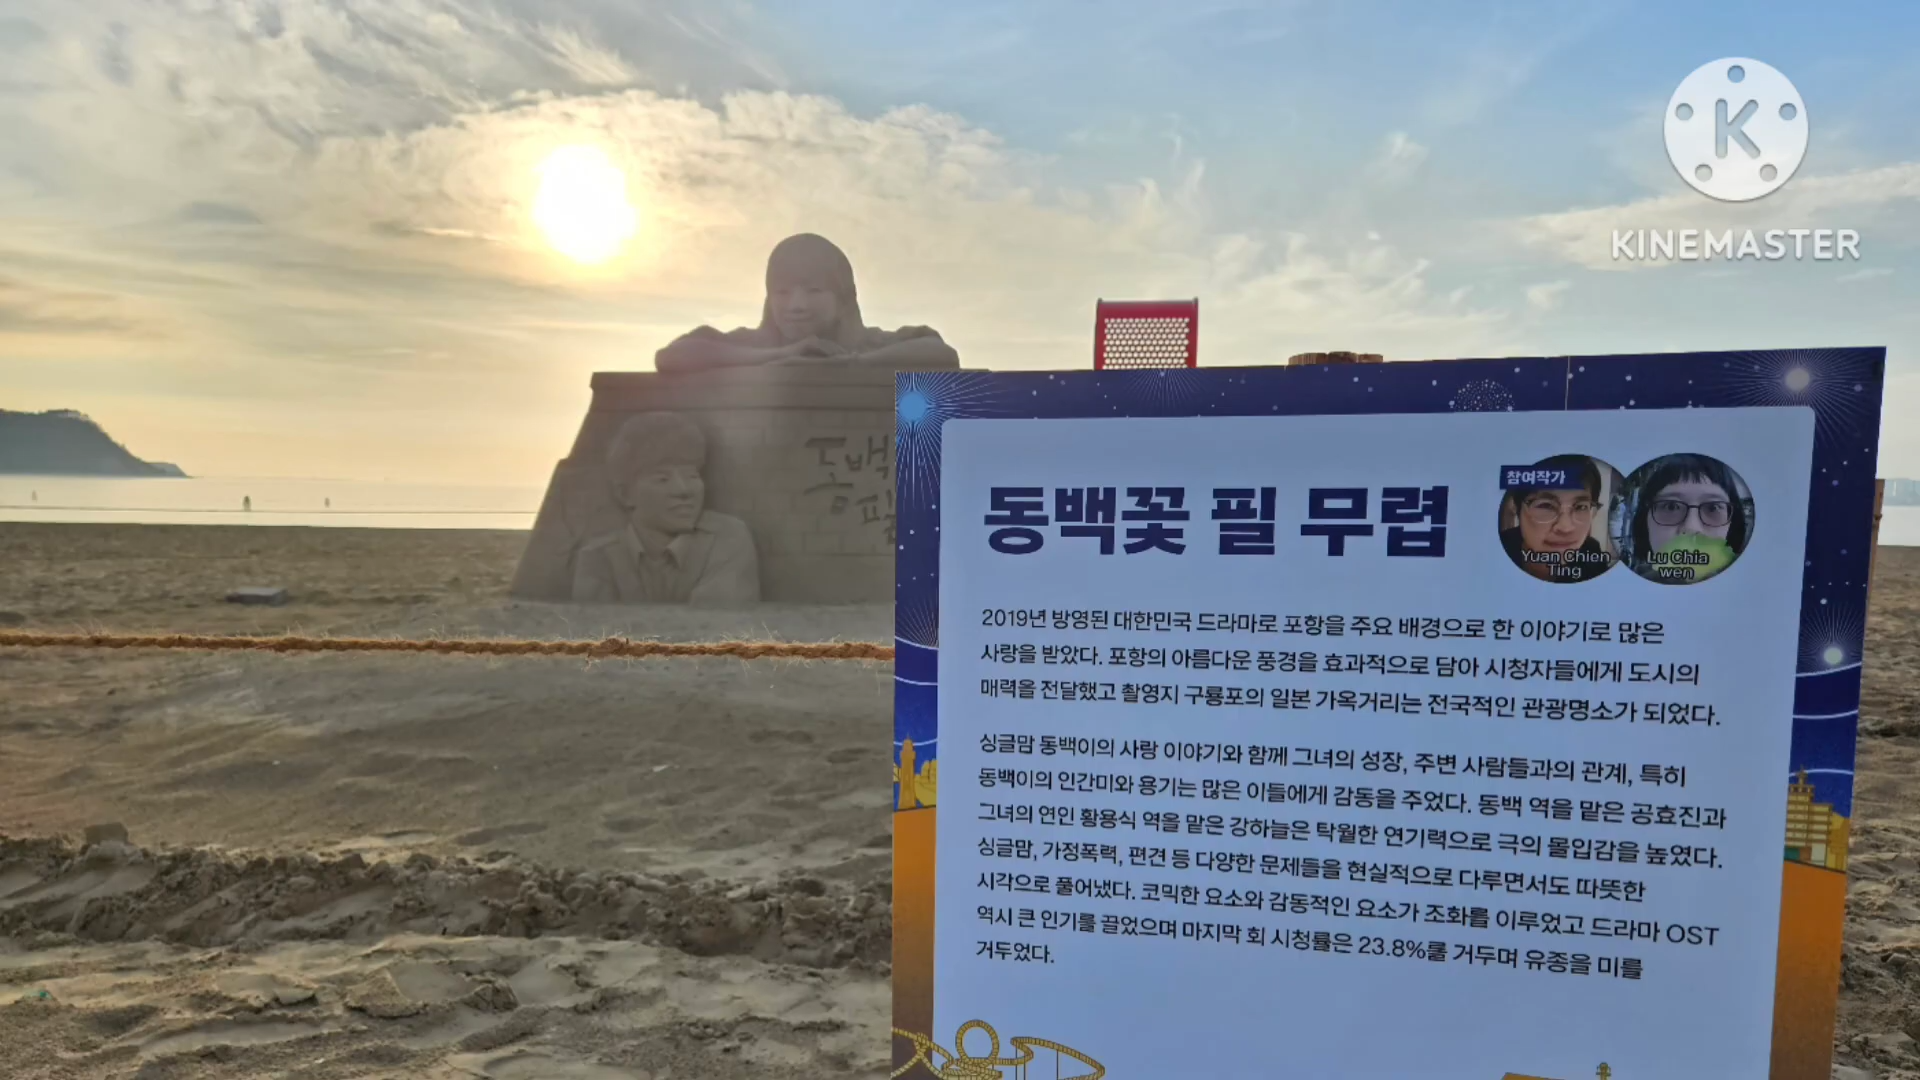 KINEMASTER
동백
필
동백꽃 필 무렵
참여작가
Yuan Chien
Ting
Lu Chia
wen
2019년 방영된 대한민국 드라마로 포항을 주요 배경으로 한 이야기로 많은
사랑을 받았다. 포항의 아름다운 풍경을 효과적으로 담아 시청자들에게 도시의
매력을 전달했고 촬영지 구룡포의 일본 가옥거리는 전국적인 관광명소가 되었다.
싱글맘 동백이의 사랑 이야기와 함께 그녀의 성장, 주변 사람들과의 관계, 특히
동백이의 인간미와 용기는 많은 이들에게 감동을 주었다. 동백 역을 맡은 공효진과
그녀의 연인 황용식 역을 맡은 강하늘은 탁월한 연기력으로 극의 몰입감을 높였다.
싱글맘, 가정폭력, 편견 등 다양한 문제들을 현실적으로 다루면서도 따뜻한
시각으로 풀어냈다. 코믹한 요소와 감동적인 요소가 조화를 이루었고 드라마 OST
역시 큰 인기를 끌었으며 마지막 회 시청률은 23.8%를 거두며 유종을 미를
거두었다.